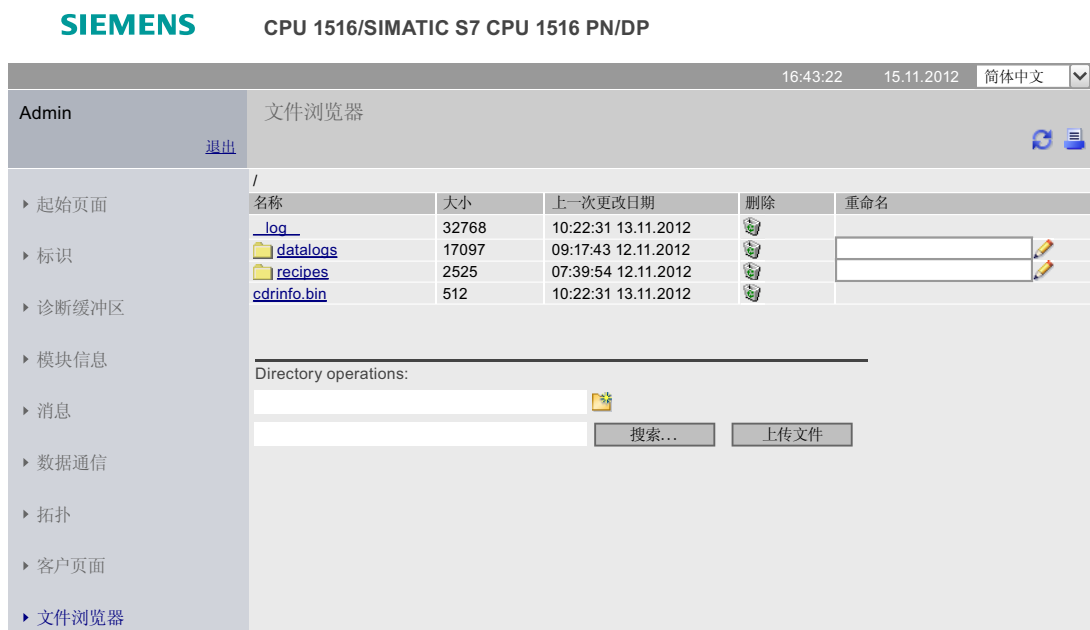 SIEMENS CPU 1516/SIMATIC S7 CPU 1516 PN/DP
16:43:22 15.11.2012 简体中文
Admin
退出
文件浏览器
起始页面
标识
诊断缓冲区
模块信息
消息
数据通信
拓扑
客户页面
文件浏览器
/
名称 大小 上一次更改日期 删除 重命名
__log__ 32768 10:22:31 13.11.2012
datalogs 17097 09:17:43 12.11.2012
recipes 2525 07:39:54 12.11.2012
cdrinfo.bin 512 10:22:31 13.11.2012
Directory operations:
搜索... 上传文件